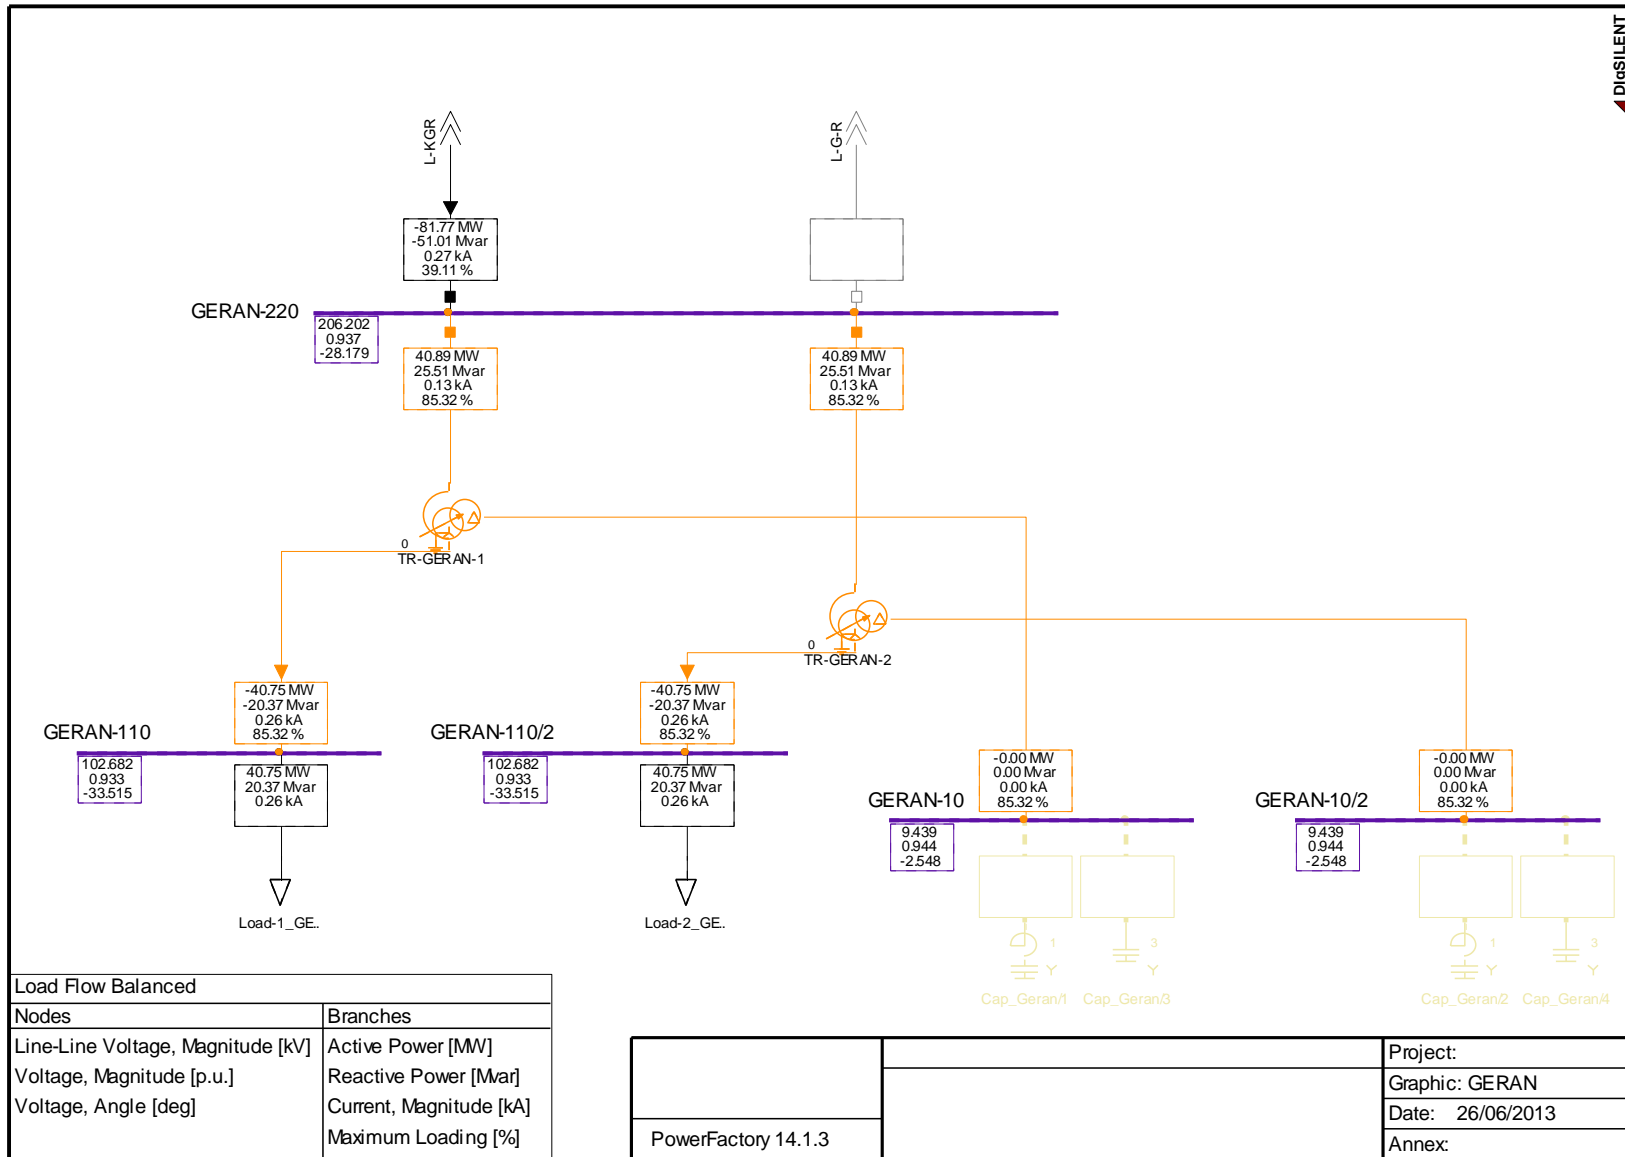 DIgSILENT
L-KGR
L-G-R
-81.77 MW
-51.01 Mvar
0.27 kA
39.11 %
GERAN-220
206.202
0.937
-28.179
40.89 MW
25.51 Mvar
0.13 kA
85.32 %
40.89 MW
25.51 Mvar
0.13 kA
85.32 %
0
TR-GERAN-1
0
TR-GERAN-2
GERAN-110
-40.75 MW
-20.37 Mvar
0.26 kA
85.32 %
102.682
0.933
-33.515
40.75 MW
20.37 Mvar
0.26 kA
Load-1_GE..
GERAN-110/2
-40.75 MW
-20.37 Mvar
0.26 kA
85.32 %
102.682
0.933
-33.515
40.75 MW
20.37 Mvar
0.26 kA
Load-2_GE..
GERAN-10
-0.00 MW
0.00 Mvar
0.00 kA
85.32 %
9.439
0.944
-2.548
1
Y
Cap_Geran/1
3
Y
Cap_Geran/3
GERAN-10/2
-0.00 MW
0.00 Mvar
0.00 kA
85.32 %
9.439
0.944
-2.548
1
Y
Cap_Geran/2
3
Y
Cap_Geran/4
Load Flow Balanced
Nodes
Line-Line Voltage, Magnitude [kV]
Voltage, Magnitude [p.u.]
Voltage, Angle [deg]
Branches
Active Power [MW]
Reactive Power [Mvar]
Current, Magnitude [kA]
Maximum Loading [%]
PowerFactory 14.1.3
Project:
Graphic: GERAN
Date: 26/06/2013
Annex: